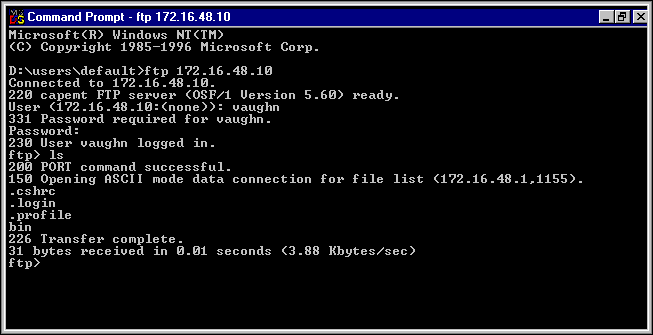 Command Prompt - ftp 172.16.48.10
Microsoft(R) Windows NT(TM)
(C) Copyright 1985-1996 Microsoft Corp.
D:\users\default>ftp 172.16.48.10
Connected to 172.16.48.10.
220 capemt FTP server (OSF/1 Version 5.60) ready.
User (172.16.48.10:(none)): vaughn
331 Password required for vaughn.
Password:
230 User vaughn logged in.
ftp> ls
200 PORT command successful.
150 Opening ASCII mode data connection for file list (172.16.48.1,1155).
.cshrc
.login
.profile
bin
226 Transfer complete.
31 bytes received in 0.01 seconds (3.88 Kbytes/sec)
ftp>